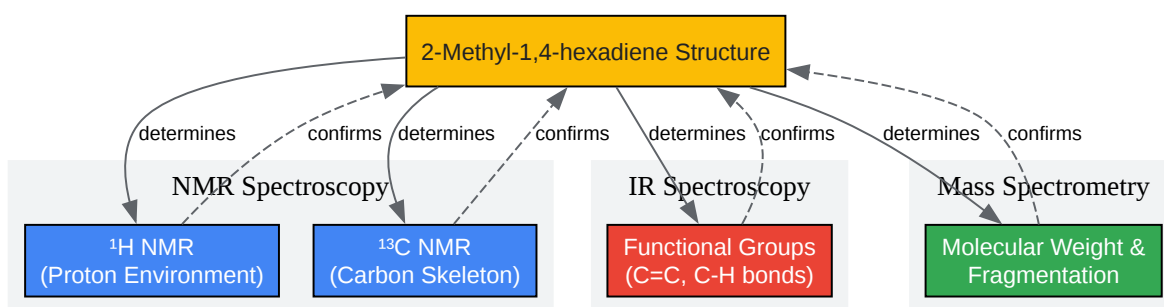 2-Methyl-1,4-hexadiene Structure
determines
confirms
determines
confirms
determines
confirms
determines
confirms
NMR Spectroscopy
IR Spectroscopy
Mass Spectrometry
¹H NMR
(Proton Environment)
¹³C NMR
(Carbon Skeleton)
Functional Groups
(C=C, C-H bonds)
Molecular Weight &
Fragmentation